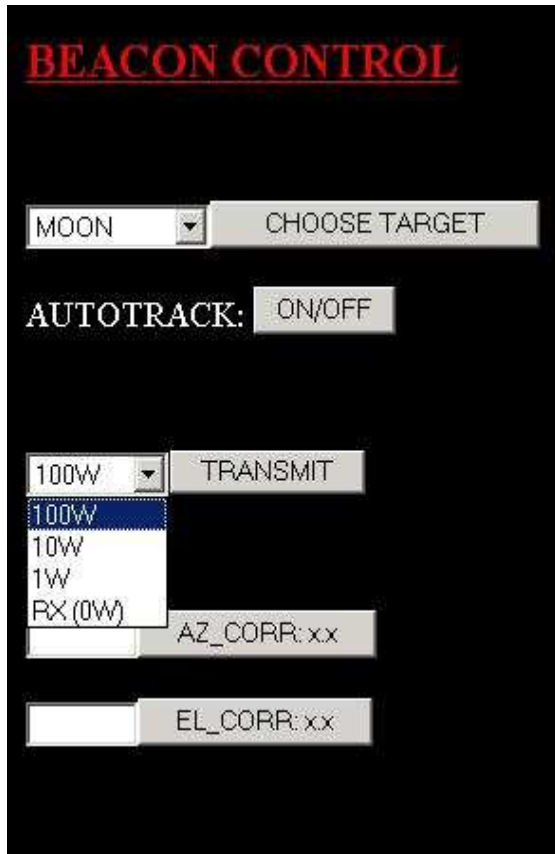 BEACON CONTROL
MOON CHOOSE TARGET
AUTOTRACK: ON/OFF
100W TRANSMIT
100W
10W
1W
RX (0W)
AZ_CORR: x.x
EL_CORR: x.x